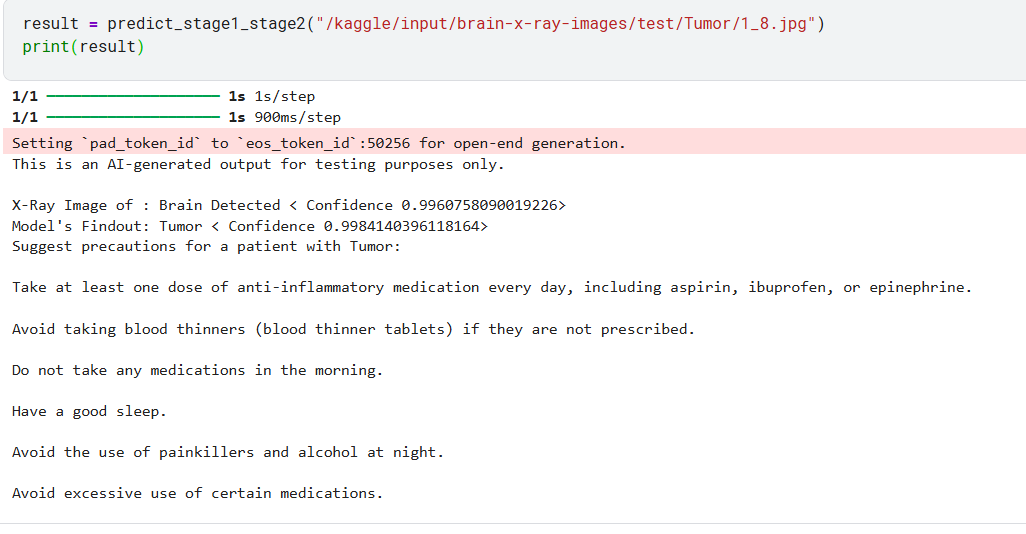 result = predict_stage1_stage2("/kaggle/input/brain-x-ray-images/test/Tumor/1_8.jpg")
print(result)
1/1 ━━━━━━━━━━━━━━━━━━━━ 1s 1s/step
1/1 ━━━━━━━━━━━━━━━━━━━━ 1s 900ms/step
Setting `pad_token_id` to `eos_token_id`:50256 for open-end generation.
This is an AI-generated output for testing purposes only.
X-Ray Image of : Brain Detected < Confidence 0.9960758090019226>
Model's Findout: Tumor < Confidence 0.9984140396118164>
Suggest precautions for a patient with Tumor:
Take at least one dose of anti-inflammatory medication every day, including aspirin, ibuprofen, or epinephrine.
Avoid taking blood thinners (blood thinner tablets) if they are not prescribed.
Do not take any medications in the morning.
Have a good sleep.
Avoid the use of painkillers and alcohol at night.
Avoid excessive use of certain medications.